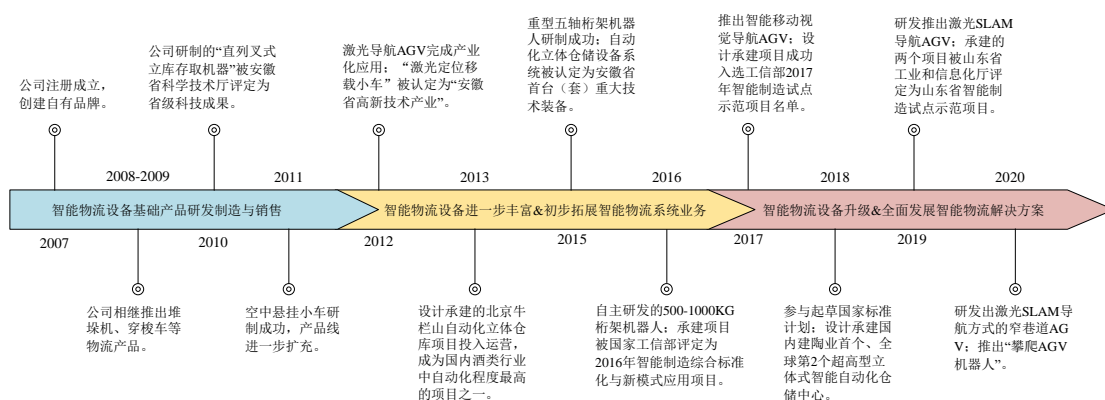 公司注册成立，
创建自有品牌。
公司研制的“直列叉式
立库存取机器”被安徽
省科学技术厅评定为
省级科技成果。
激光导航AGV完成产业
化应用；“激光定位移
载小车”被认定为“安徽
省高新技术产业”。
重型五轴桁架机器
人研制成功；自动
化立体仓储设备系
统被认定为安徽省
首台（套）重大技
术装备。
推出智能移动视
觉导航AGV；设
计承建项目成功
入选工信部2017
年智能制造试点
示范项目名单。
研发推出激光SLAM
导航AGV；承建的
两个项目被山东省
工业和信息化厅评
定为山东省智能制
造试点示范项目。
2008-2009
2011
2013
2016
2018
2020
智能物流设备基础产品研发制造与销售
智能物流设备进一步丰富&初步拓展智能物流系统业务
智能物流设备升级&全面发展智能物流解决方案
2007
2010
2012
2015
2017
2019
公司相继推出堆
垛机、穿梭车等
物流产品。
空中悬挂小车研
制成功，产品线
进一步扩充。
设计承建的北京牛
栏山自动化立体仓
库项目投入运营，
成为国内酒类行业
中自动化程度最高
的项目之一。
自主研发的500-1000KG
桁架机器人；承建项目
被国家工信部评定为
2016年智能制造综合标准
化与新模式应用项目。
参与起草国家标准
计划；设计承建国
内建陶业首个、全
球第2个超高型立
体式智能自动化仓
储中心。
研发出激光SLAM导
航方式的窄巷道AG
V；推出“攀爬AGV
机器人”。